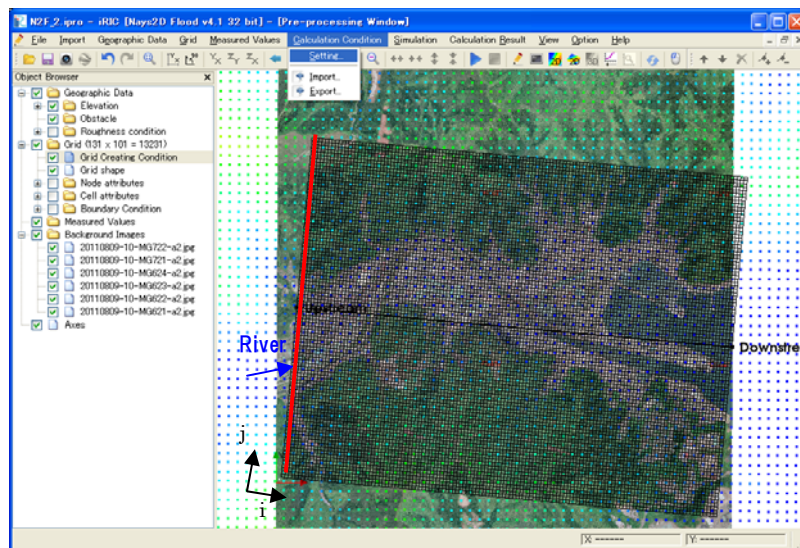 N2F_2.ipro - iRIC [Nays2D Flood v4.1 32 bit] - [Pre-processing Window]
File Import Geographic Data Grid Measured Values Calculation Condition Simulation Calculation Result View Option Help
Setting...
Import...
Export...
Object Browser
Geographic Data
Elevation
Obstacle
Roughness condition
Grid (131 x 101 = 13231)
Grid Creating Condition
Grid shape
Node attributes
Cell attributes
Boundary Condition
Measured Values
Background Images
20110809-10-MG722-a2.jpg
20110809-10-MG721-a2.jpg
20110809-10-MG624-a2.jpg
20110809-10-MG623-a2.jpg
20110809-10-MG622-a2.jpg
20110809-10-MG621-a2.jpg
Axes
Upstream
River
Downstre
j
i
X: ------
Y: ------